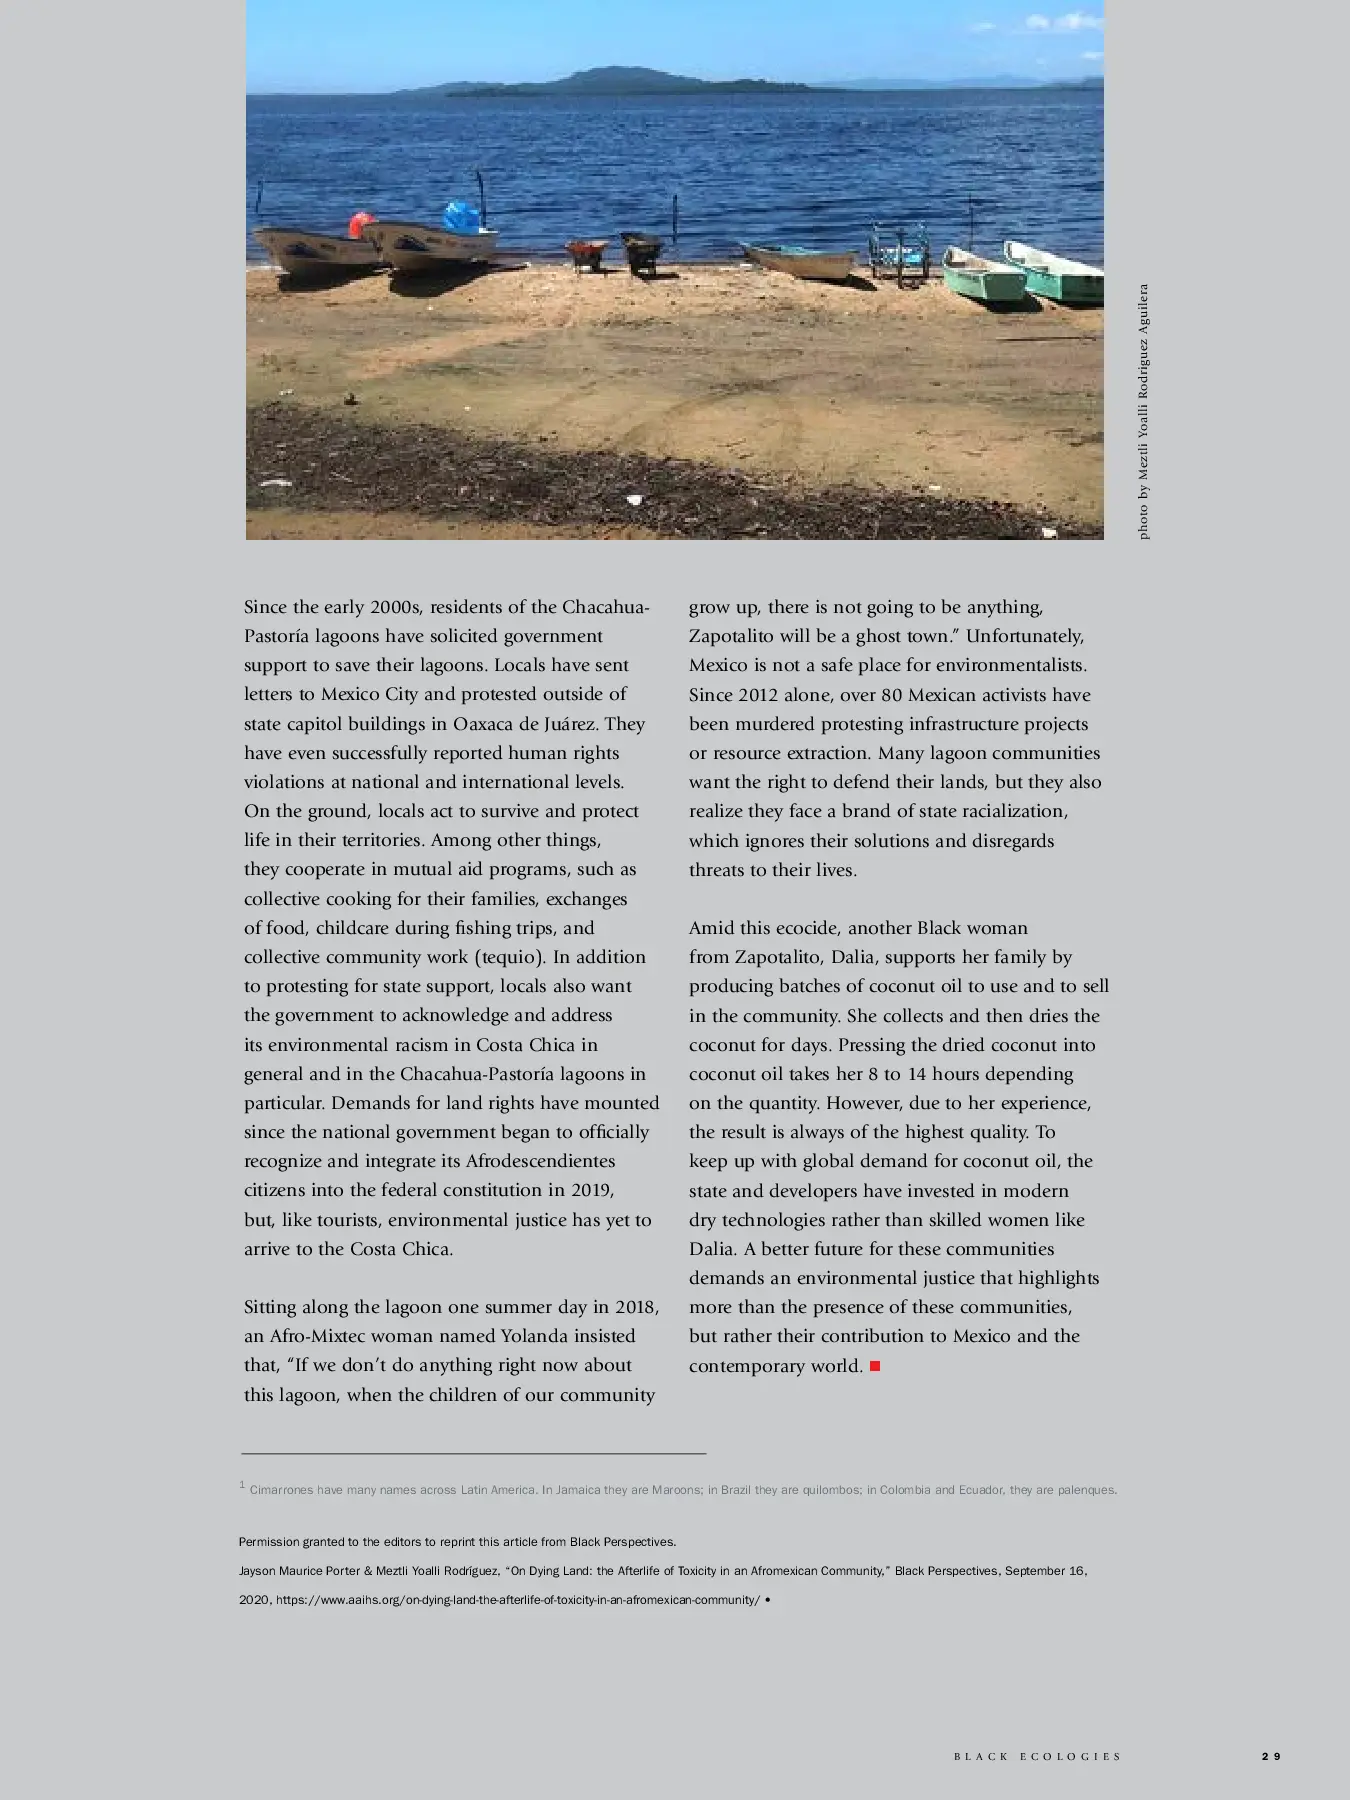 photo by Meztli Yoalli Rodriguez Aguilera
Since the early 2000s, residents of the Chacahua-
Pastoría lagoons have solicited government
support to save their lagoons. Locals have sent
letters to Mexico City and protested outside of
state capitol buildings in Oaxaca de Juárez. They
have even successfully reported human rights
violations at national and international levels.
On the ground, locals act to survive and protect
life in their territories. Among other things,
they cooperate in mutual aid programs, such as
collective cooking for their families, exchanges
of food, childcare during fishing trips, and
collective community work (tequio). In addition
to protesting for state support, locals also want
the government to acknowledge and address
its environmental racism in Costa Chica in
general and in the Chacahua-Pastoría lagoons in
particular. Demands for land rights have mounted
since the national government began to officially
recognize and integrate its Afrodescendientes
citizens into the federal constitution in 2019,
but, like tourists, environmental justice has yet to
arrive to the Costa Chica.
Sitting along the lagoon one summer day in 2018,
an Afro-Mixtec woman named Yolanda insisted
that, “If we don’t do anything right now about
this lagoon, when the children of our community
grow up, there is not going to be anything,
Zapotalito will be a ghost town.” Unfortunately,
Mexico is not a safe place for environmentalists.
Since 2012 alone, over 80 Mexican activists have
been murdered protesting infrastructure projects
or resource extraction. Many lagoon communities
want the right to defend their lands, but they also
realize they face a brand of state racialization,
which ignores their solutions and disregards
threats to their lives.
Amid this ecocide, another Black woman
from Zapotalito, Dalia, supports her family by
producing batches of coconut oil to use and to sell
in the community. She collects and then dries the
coconut for days. Pressing the dried coconut into
coconut oil takes her 8 to 14 hours depending
on the quantity. However, due to her experience,
the result is always of the highest quality. To
keep up with global demand for coconut oil, the
state and developers have invested in modern
dry technologies rather than skilled women like
Dalia. A better future for these communities
demands an environmental justice that highlights
more than the presence of these communities,
but rather their contribution to Mexico and the
contemporary world.
1 Cimarrones have many names across Latin America. In Jamaica they are Maroons; in Brazil they are quilombos; in Colombia and Ecuador, they are palenques.
Permission granted to the editors to reprint this article from Black Perspectives.
Jayson Maurice Porter & Meztli Yoalli Rodríguez, “On Dying Land: the Afterlife of Toxicity in an Afromexican Community,” Black Perspectives, September 16,
2020, https://www.aaihs.org/on-dying-land-the-afterlife-of-toxicity-in-an-afromexican-community/ •
BLACK ECOLOGIES 29